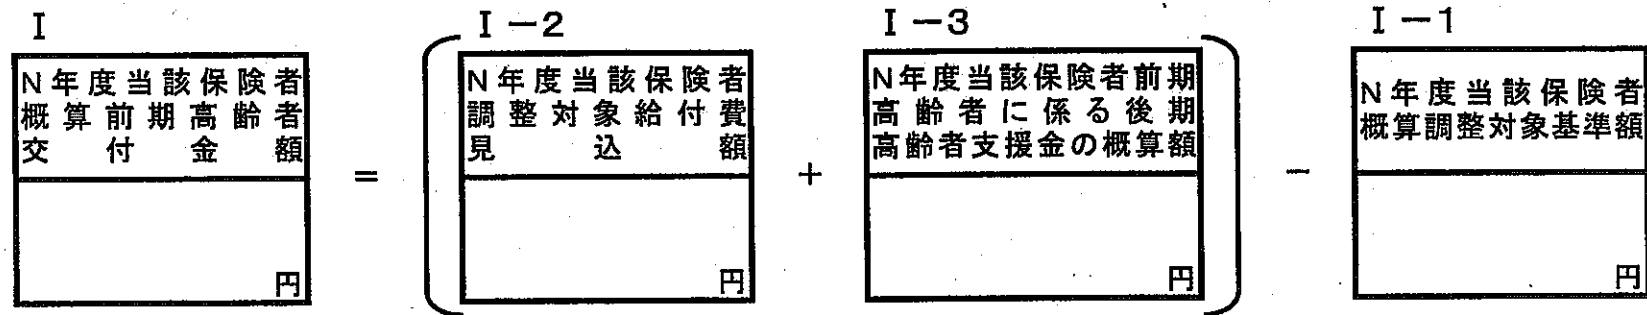 I
N年度当該保険者
概算前期高齢者
交付金額
円
=
I-2
N年度当該保険者
調整対象給付費
見込額
円
+
I-3
N年度当該保険者前期
高齢者に係る後期
高齢者支援金の概算額
円
-
I-1
N年度当該保険者
概算調整対象基準額
円